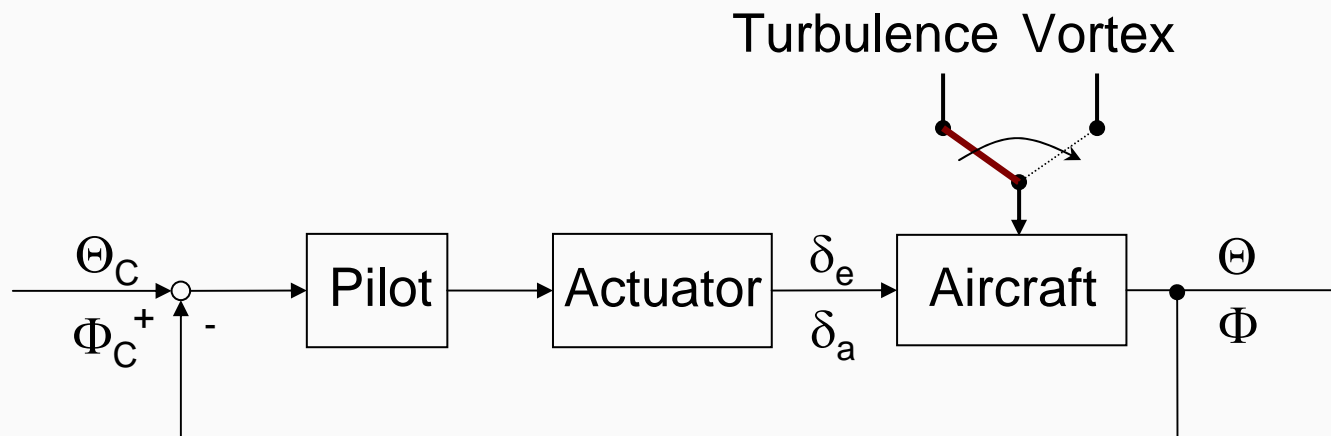 Turbulence Vortex
Θ_C
Φ_C
+
-
Pilot
Actuator
δ_e
δ_a
Aircraft
Θ
Φ